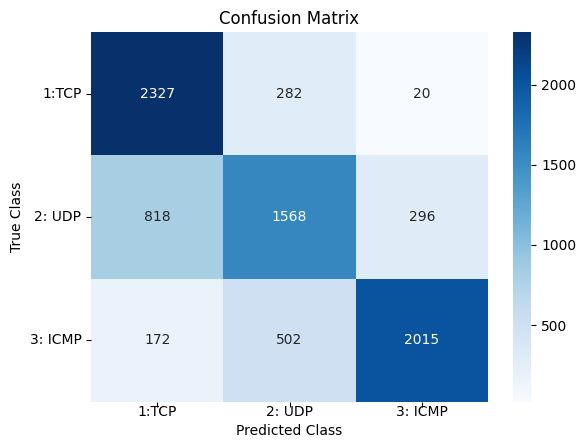 Confusion Matrix
True Class
1:TCP
2327
282
20
2: UDP
818
1568
296
3: ICMP
172
502
2015
1:TCP
2: UDP
3: ICMP
Predicted Class
2000
1500
1000
500